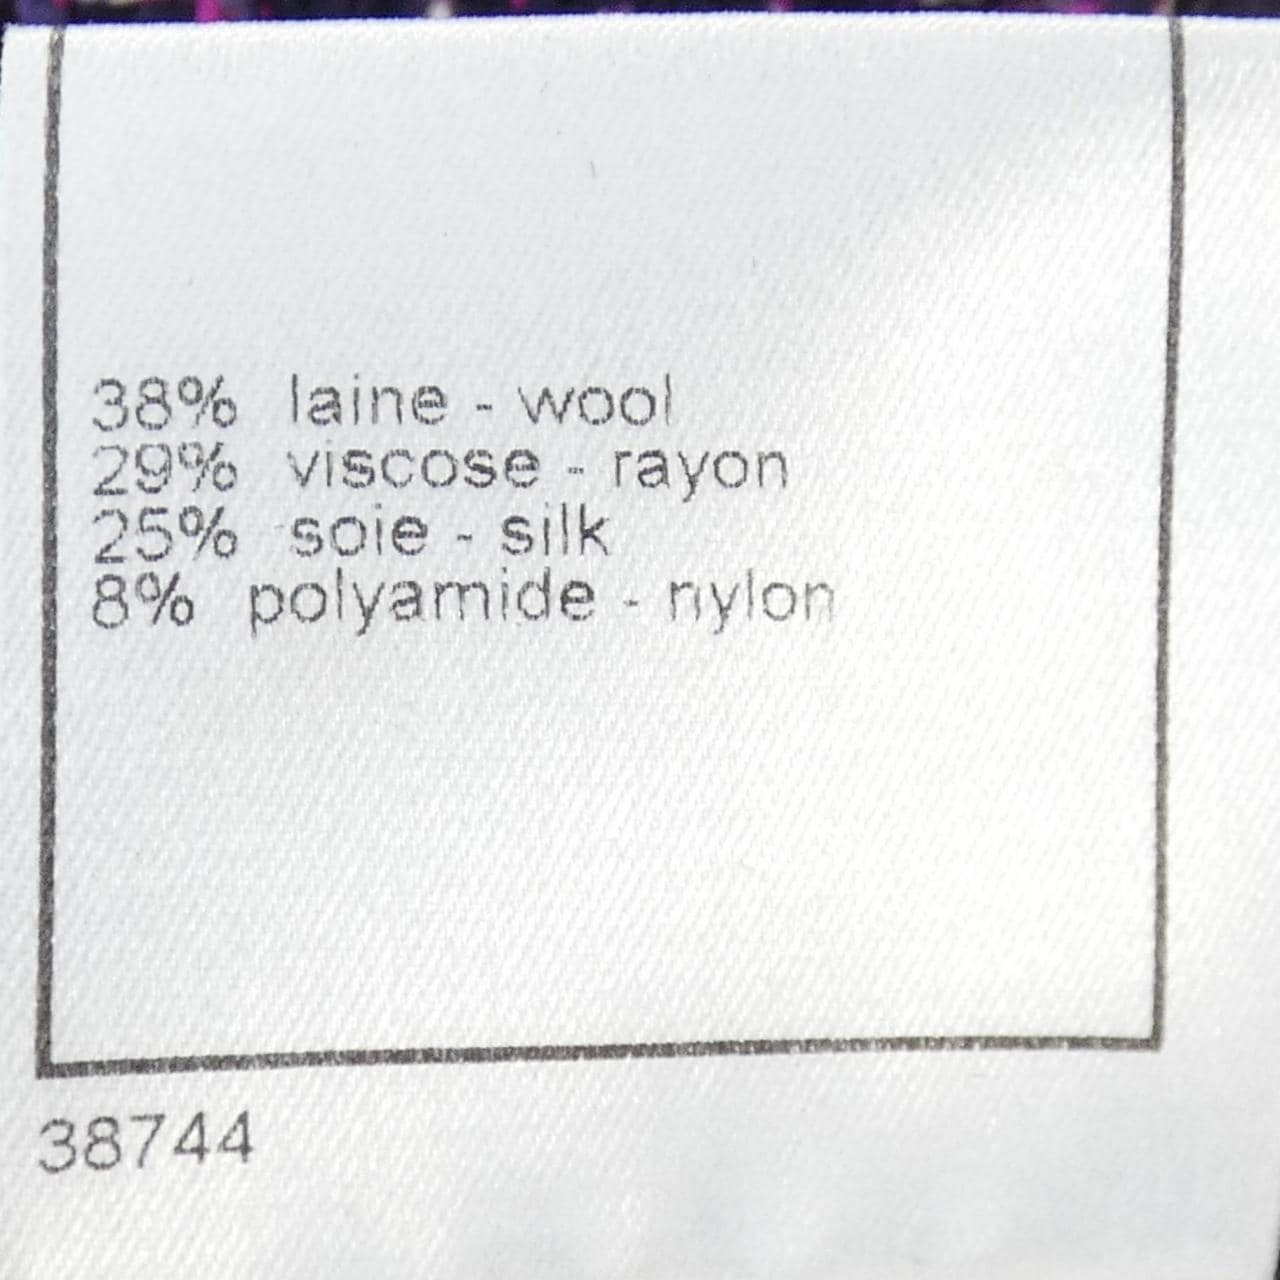 38% laine - wool
29% viscose - rayon
25% soie - silk
8% polyamide - nylon
38744